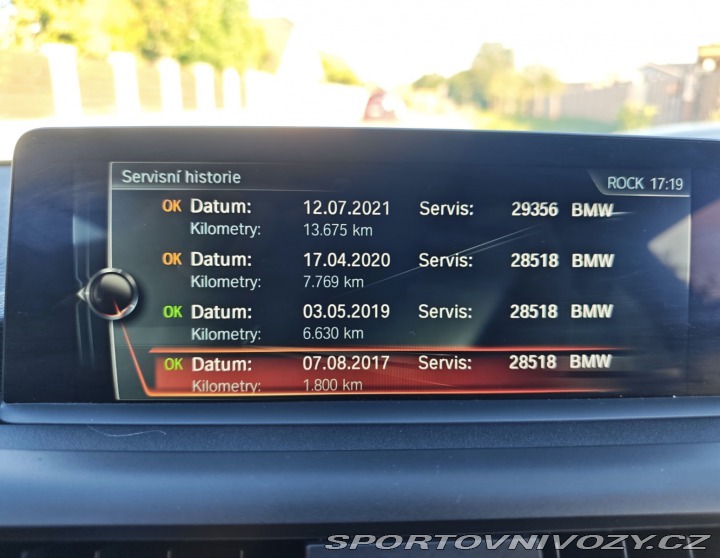 Servisní historie
ROCK 17:19
OK Datum: 12.07.2021 Servis: 29356 BMW
Kilometry: 13.675 km
OK Datum: 17.04.2020 Servis: 28518 BMW
Kilometry: 7.769 km
OK Datum: 03.05.2019 Servis: 28518 BMW
Kilometry: 6.630 km
OK Datum: 07.08.2017 Servis: 28518 BMW
Kilometry: 1.800 km
SPORTOVNIVOZY.CZ